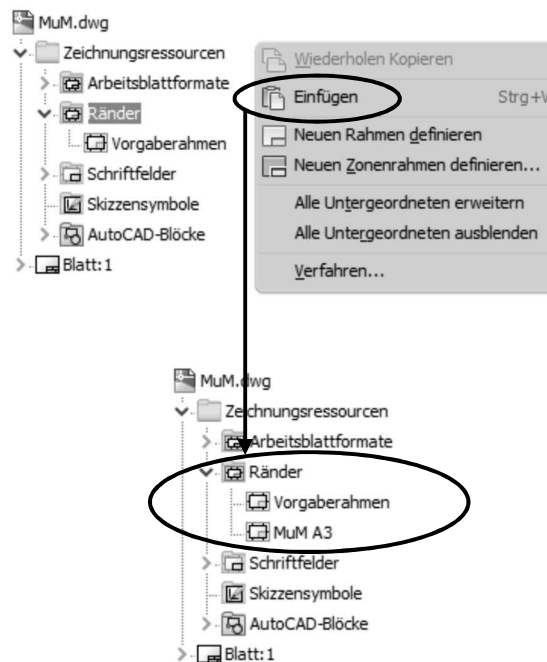 MuM.dwg
Zeichnungsressourcen
Arbeitsblattformate
Ränder
Vorgaberahmen
Schriftfelder
Skizzensymbole
AutoCAD-Blöcke
Blatt:1
Wiederholen Kopieren
Einfügen Strg+V
Neuen Rahmen definieren
Neuen Zonenrahmen definieren...
Alle Untergeordneten erweitern
Alle Untergeordneten ausblenden
Verfahren...
MuM.dwg
Zeichnungsressourcen
Arbeitsblattformate
Ränder
Vorgaberahmen
MuM A3
Schriftfelder
Skizzensymbole
AutoCAD-Blöcke
Blatt:1